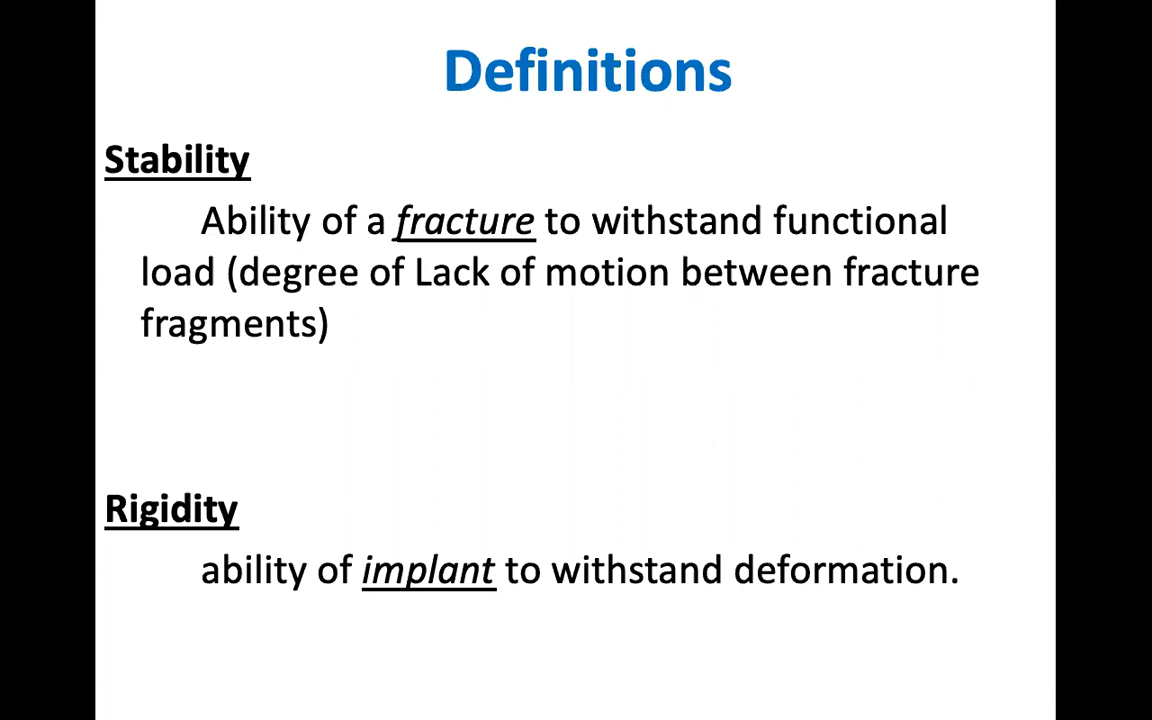 Definitions
Stability
Ability of a fracture to withstand functional
load (degree of Lack of motion between fracture
fragments)
Rigidity
ability of implant to withstand deformation.